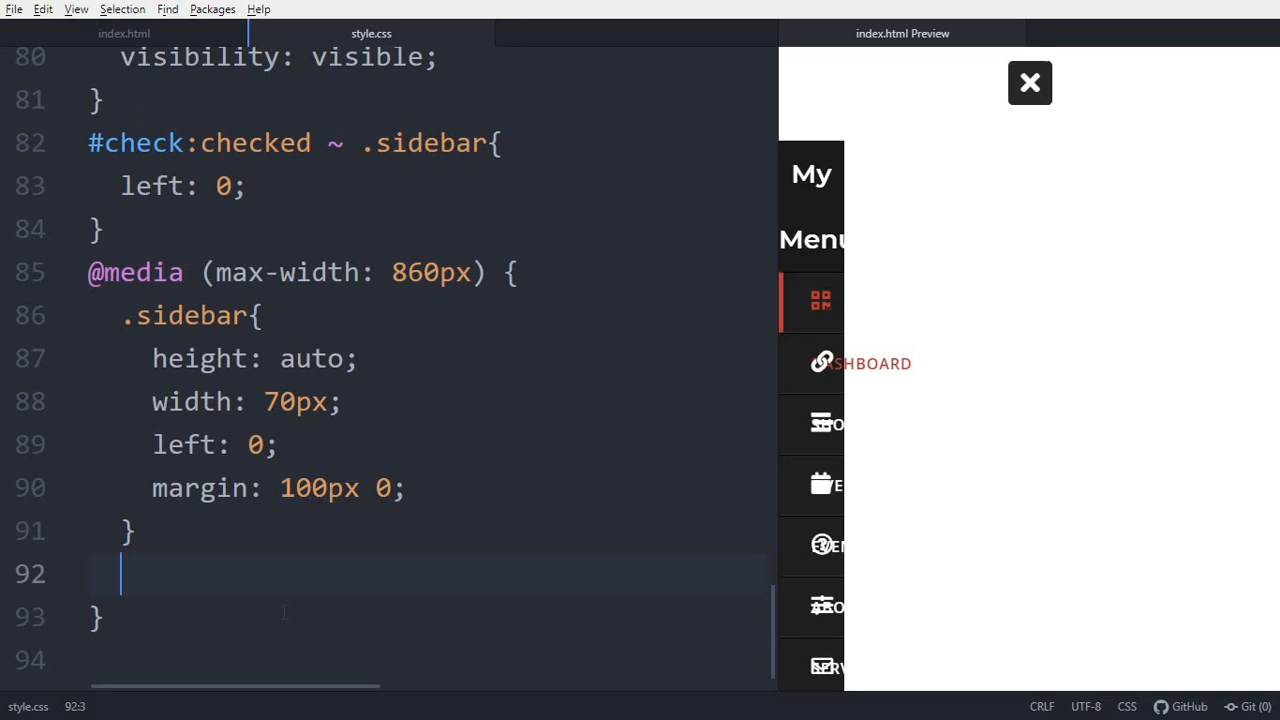 File Edit View Selection Find Packages Help
index.html style.css index.html Preview
80 visibility: visible;
81 }
82 #check:checked ~ .sidebar{
83 left: 0;
84 }
85 @media (max-width: 860px) {
86 .sidebar{
87 height: auto;
88 width: 70px;
89 left: 0;
90 margin: 100px 0;
91 }
92
93 }
94
My
Menu
style.css 92:3 CRLF UTF-8 CSS GitHub Git (0)